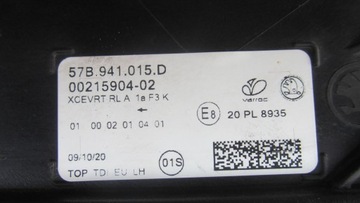 57B.941.015.D
00215904-02
XCEVRT RL A 1a F3 K
01 00 02 01 04 01
varroc
E8
20 PL 8935
09/10/20
01S
TOP TDI EU LH